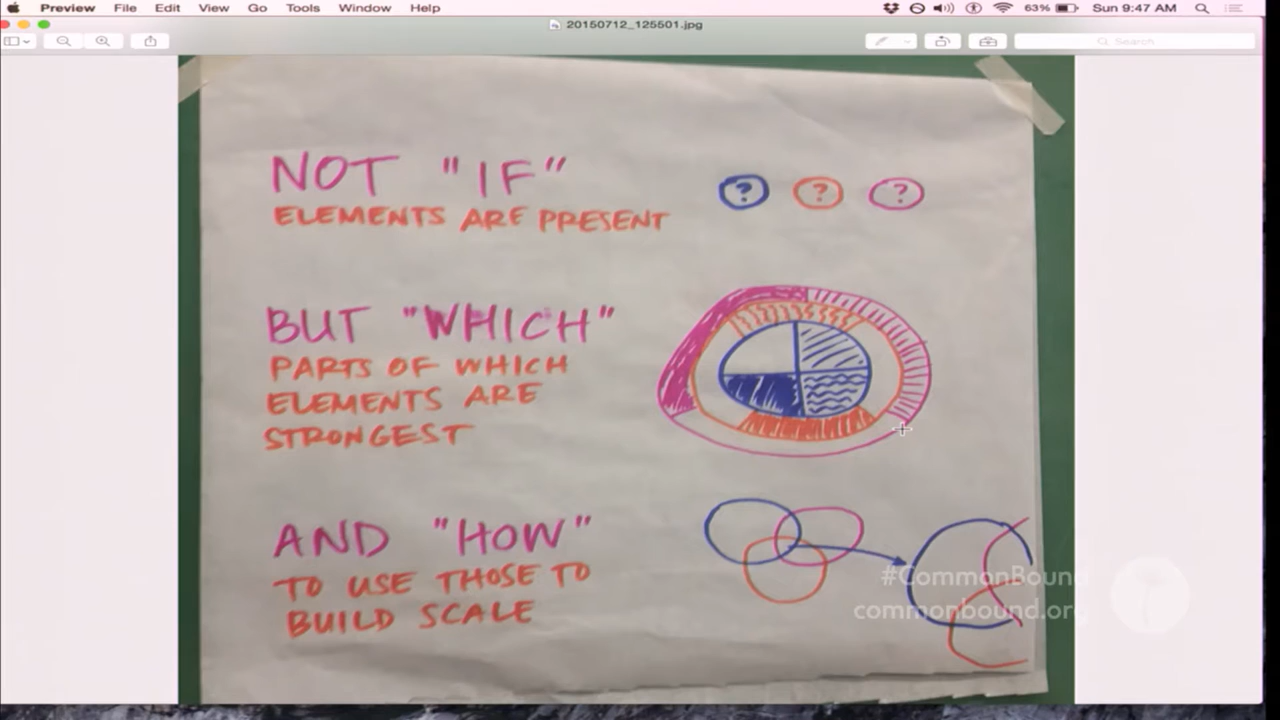 Preview File Edit View Go Tools Window Help 63% Sun 9:47 AM
20150712_125501.jpg
Search
NOT "IF"
ELEMENTS ARE PRESENT
? ? ?
BUT "WHICH"
PARTS OF WHICH
ELEMENTS ARE
STRONGEST
AND "HOW"
TO USE THOSE TO
BUILD SCALE
#CommonBound
commonbound.org